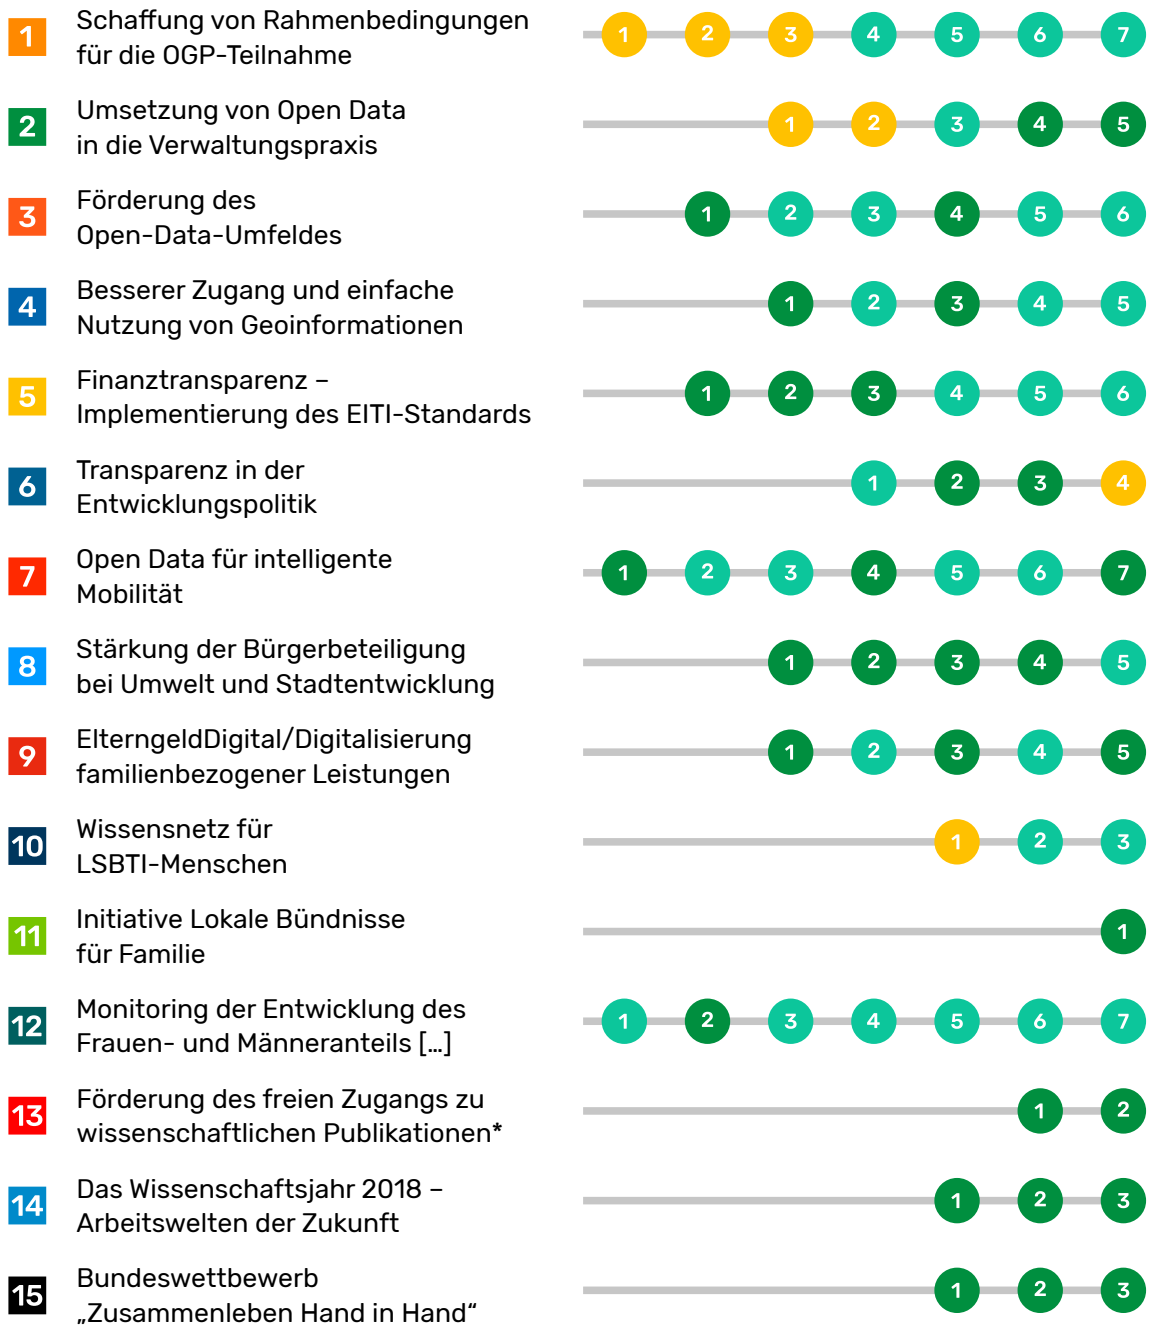 1 Schaffung von Rahmenbedingungen
für die OGP-Teilnahme
1 2 3 4 5 6 7
2 Umsetzung von Open Data
in die Verwaltungspraxis
1 2 3 4 5
3 Förderung des
Open-Data-Umfeldes
1 2 3 4 5 6
4 Besserer Zugang und einfache
Nutzung von Geoinformationen
1 2 3 4 5
5 Finanztransparenz –
Implementierung des EITI-Standards
1 2 3 4 5 6
6 Transparenz in der
Entwicklungspolitik
1 2 3 4
7 Open Data für intelligente
Mobilität
1 2 3 4 5 6 7
8 Stärkung der Bürgerbeteiligung
bei Umwelt und Stadtentwicklung
1 2 3 4 5
9 ElterngeldDigital/Digitalisierung
familienbezogener Leistungen
1 2 3 4 5
10 Wissensnetz für
LSBTI-Menschen
1 2 3
11 Initiative Lokale Bündnisse
für Familie
1
12 Monitoring der Entwicklung des
Frauen- und Männeranteils […]
1 2 3 4 5 6 7
13 Förderung des freien Zugangs zu
wissenschaftlichen Publikationen*
1 2
14 Das Wissenschaftsjahr 2018 –
Arbeitswelten der Zukunft
1 2 3
15 Bundeswettbewerb
„Zusammenleben Hand in Hand“
1 2 3